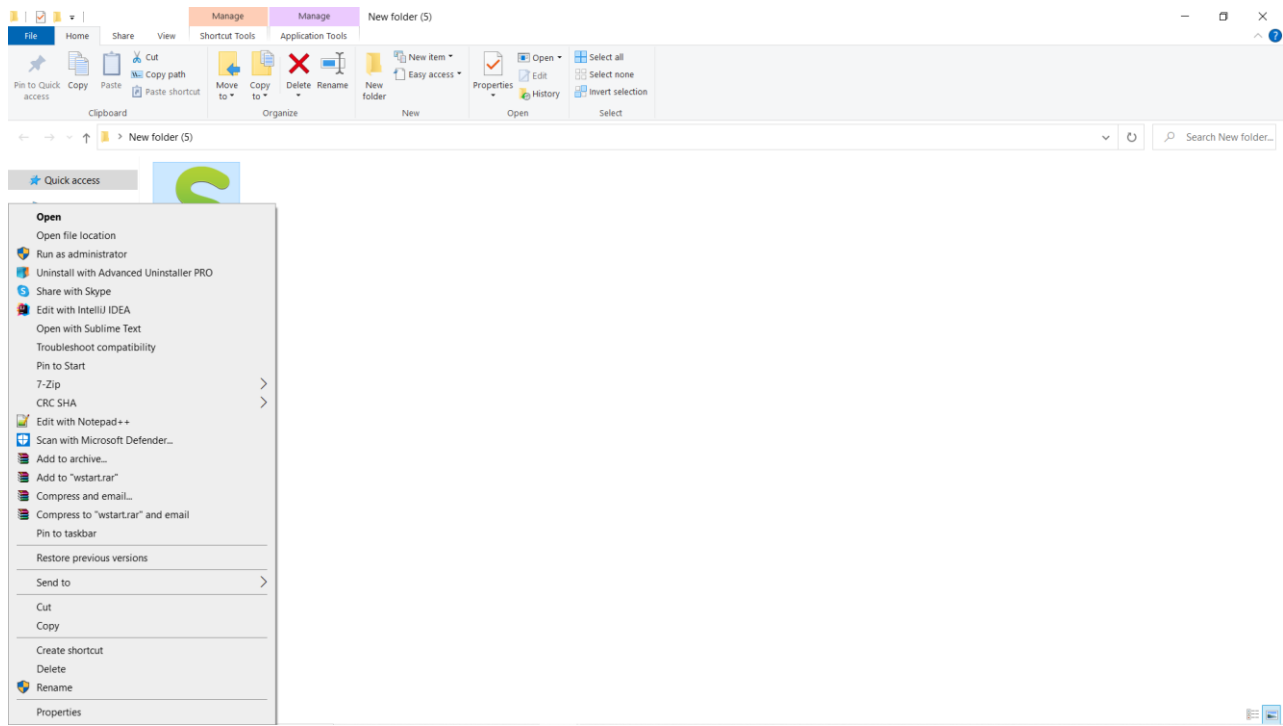 Manage
Manage
New folder (5)
File
Home
Share
View
Shortcut Tools
Application Tools
Pin to Quick access
Copy
Paste
Cut
Copy path
Paste shortcut
Move to
Copy to
Delete
Rename
New folder
New item
Easy access
Properties
Open
Edit
History
Select all
Select none
Invert selection
Clipboard
Organize
New
Open
Select
New folder (5)
Search New folder...
Quick access
Open
Open file location
Run as administrator
Uninstall with Advanced Uninstaller PRO
Share with Skype
Edit with IntelliJ IDEA
Open with Sublime Text
Troubleshoot compatibility
Pin to Start
7-Zip
CRC SHA
Edit with Notepad++
Scan with Microsoft Defender...
Add to archive...
Add to "wstart.rar"
Compress and email...
Compress to "wstart.rar" and email
Pin to taskbar
Restore previous versions
Send to
Cut
Copy
Create shortcut
Delete
Rename
Properties